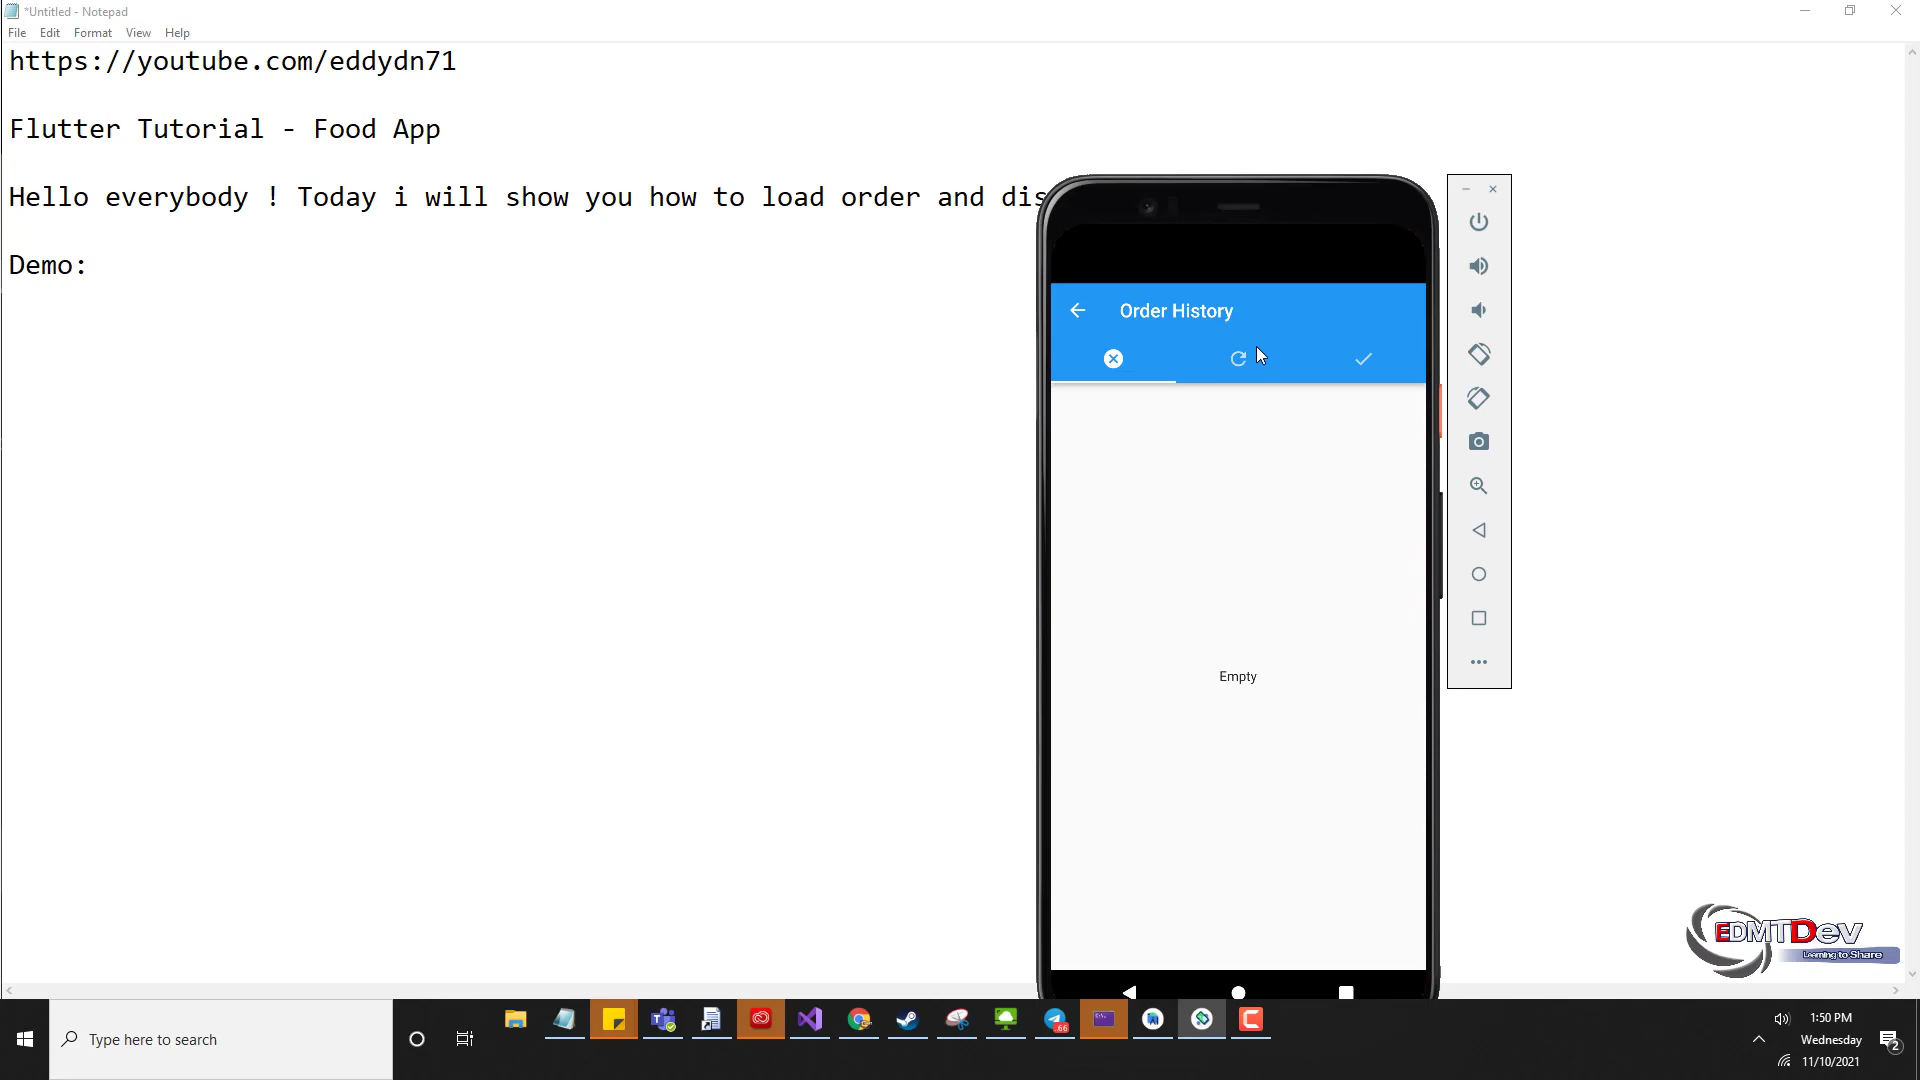 *Untitled - Notepad
File Edit Format View Help
https://youtube.com/eddydn71
Flutter Tutorial - Food App
Hello everybody ! Today i will show you how to load order and dis
Demo:
Order History
Empty
EDMTDev
Learning to Share
Type here to search
66
1:50 PM
Wednesday
11/10/2021
2